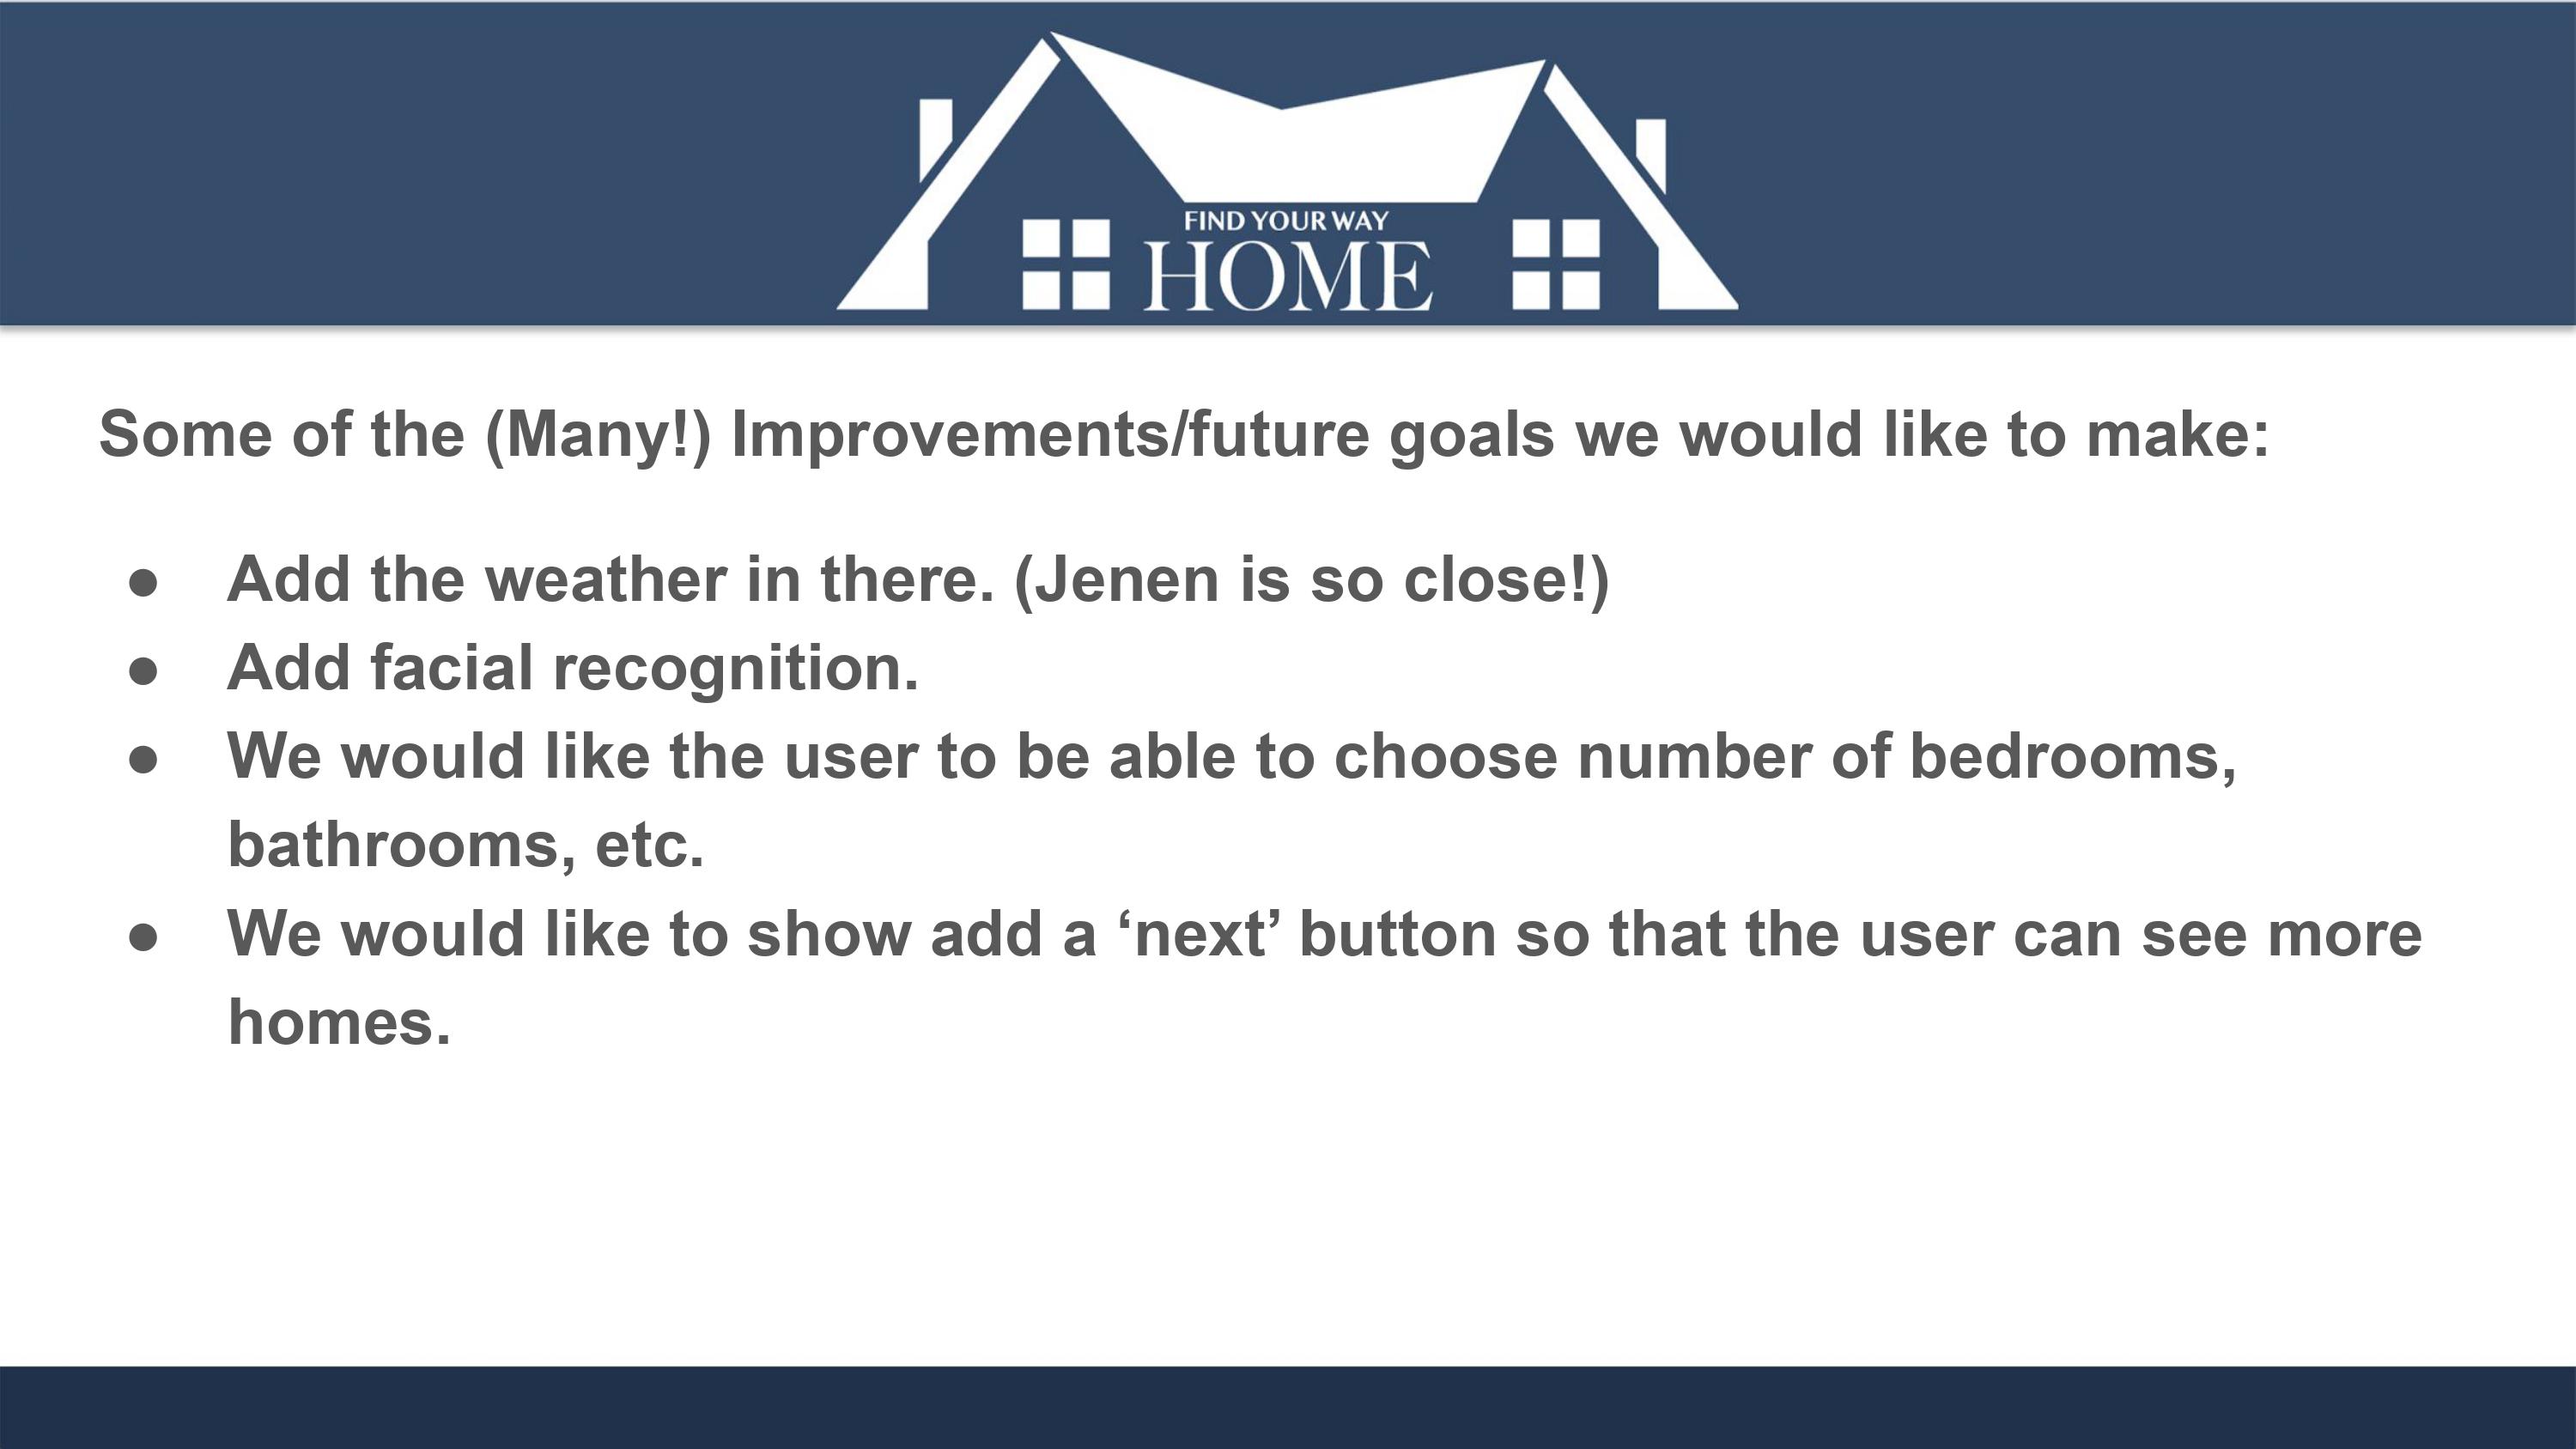 FIND YOUR WAY
HOME
Some of the (Many!) Improvements/future goals we would like to make:
● Add the weather in there. (Jenen is so close!)
● Add facial recognition.
● We would like the user to be able to choose number of bedrooms,
bathrooms, etc.
● We would like to show add a ‘next’ button so that the user can see more
homes.